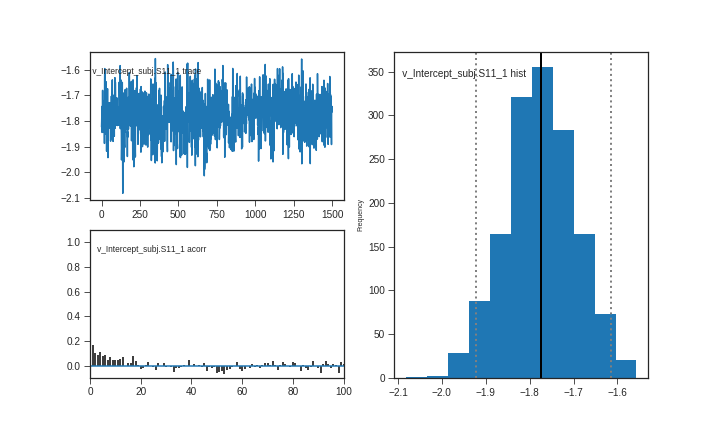 v_Intercept_subj.S11_1 trace
−1.6
−1.7
−1.8
−1.9
−2.0
−2.1
0 250 500 750 1000 1250 1500
v_Intercept_subj.S11_1 acorr
1.0
0.8
0.6
0.4
0.2
0.0
0 20 40 60 80 100
v_Intercept_subj.S11_1 hist
Frequency
350
300
250
200
150
100
50
0
−2.1 −2.0 −1.9 −1.8 −1.7 −1.6